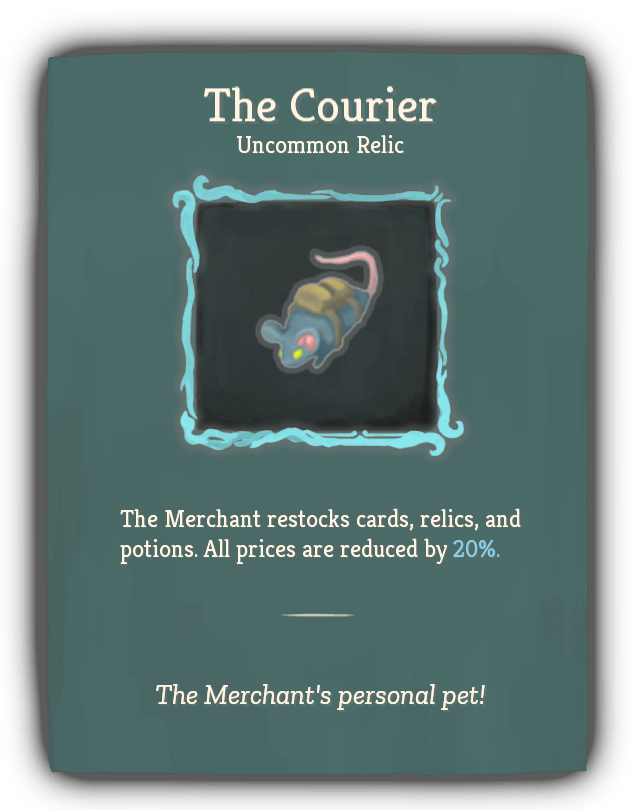 The Courier
Uncommon Relic
The Merchant restocks cards, relics, and
potions. All prices are reduced by 20%.
The Merchant's personal pet!